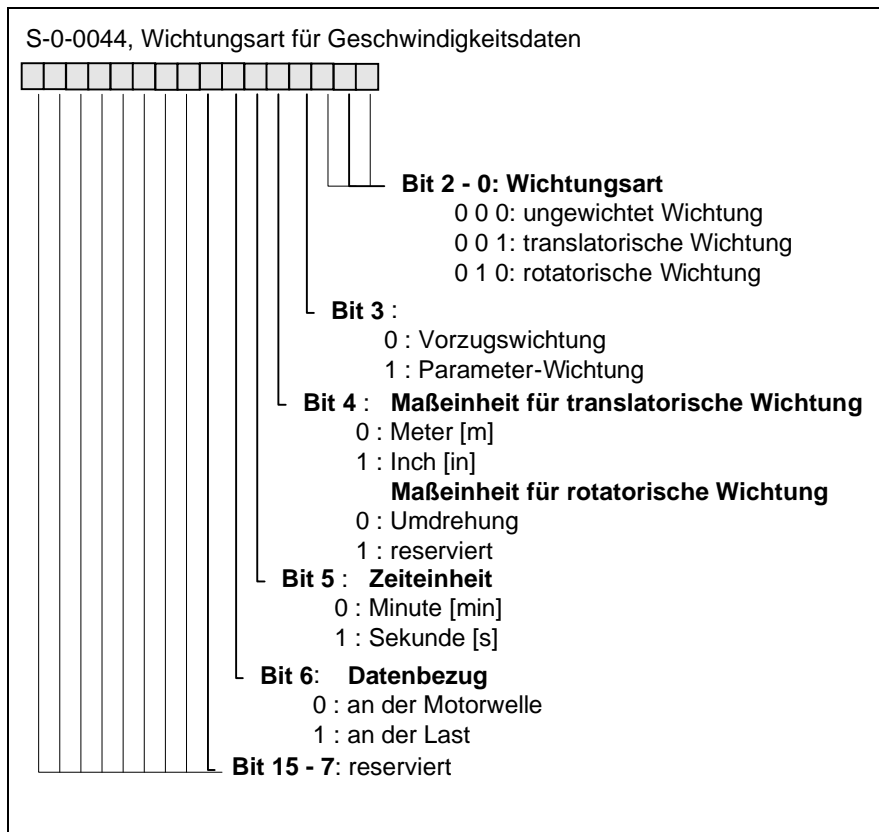 S-0-0044, Wichtungsart für Geschwindigkeitsdaten
Bit 2 - 0: Wichtungsart
0 0 0: ungewichtet Wichtung
0 0 1: translatorische Wichtung
0 1 0: rotatorische Wichtung
Bit 3 :
0 : Vorzugswichtung
1 : Parameter-Wichtung
Bit 4 : Maßeinheit für translatorische Wichtung
0 : Meter [m]
1 : Inch [in]
Maßeinheit für rotatorische Wichtung
0 : Umdrehung
1 : reserviert
Bit 5 : Zeiteinheit
0 : Minute [min]
1 : Sekunde [s]
Bit 6: Datenbezug
0 : an der Motorwelle
1 : an der Last
Bit 15 - 7: reserviert